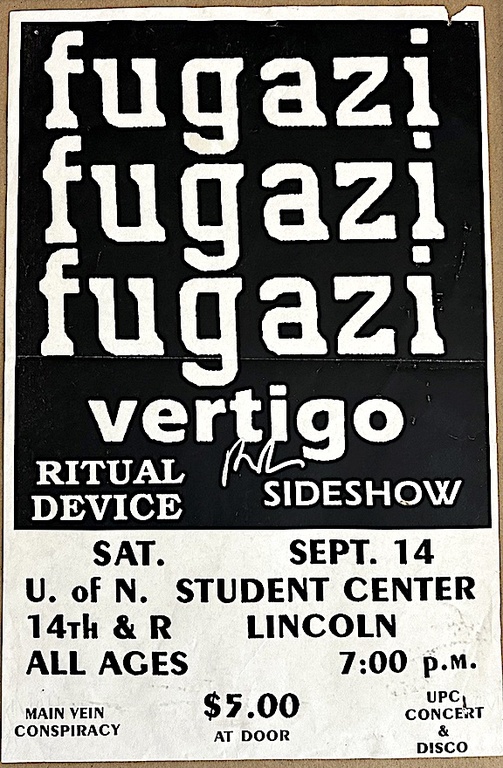 fugazi
fugazi
fugazi
vertigo
RITUAL DEVICE
SIDESHOW
SAT. SEPT. 14
U. of N. STUDENT CENTER
14Th & R LINCOLN
ALL AGES 7:00 p.m.
MAIN VEIN CONSPIRACY
$5.00
AT DOOR
UPC CONCERT & DISCO